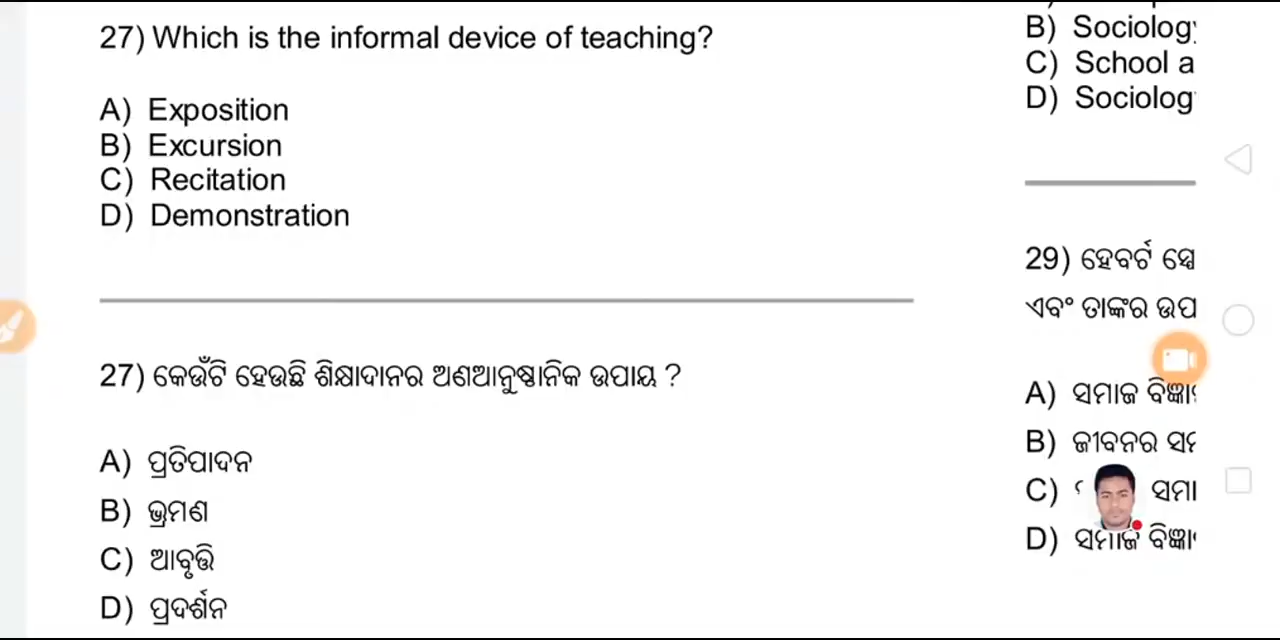 27) Which is the informal device of teaching?
A) Exposition
B) Excursion
C) Recitation
D) Demonstration
27) କେଉଁଟି ହେଉଛି ଶିକ୍ଷାଦାନର ଅଣଆନୁଷ୍ଠାନିକ ଉପାୟ ?
A) ପ୍ରତିପାଦନ
B) ଭ୍ରମଣ
C) ଆବୃତ୍ତି
D) ପ୍ରଦର୍ଶନ
B) Sociology
C) School a
D) Sociolog
29) ହେବର୍ଟ
ଏବଂ ତାଙ୍କର ଉପ
A) ସମାଜ
B) ଜୀବନର
C) ସମା
D) ସମାଜ